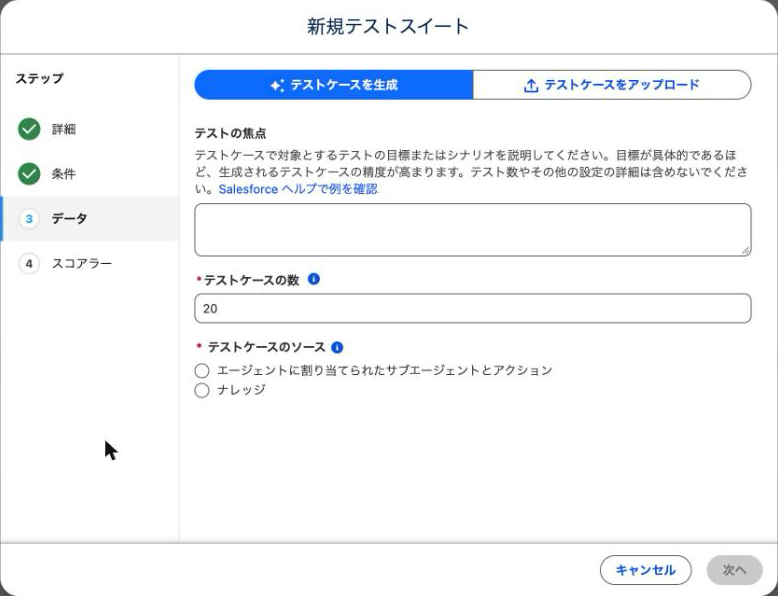 新規テストスイート
ステップ
詳細
条件
3 データ
4 スコアラー
テストケースを生成
テストケースをアップロード
テストの焦点
テストケースで対象とするテストの目標またはシナリオを説明してください。目標が具体的であるほ
ど、生成されるテストケースの精度が高まります。テスト数やその他の設定の詳細は含めないでくださ
い。Salesforce ヘルプで例を確認
*テストケースの数
20
* テストケースのソース
エージェントに割り当てられたサブエージェントとアクション
ナレッジ
キャンセル
次へ